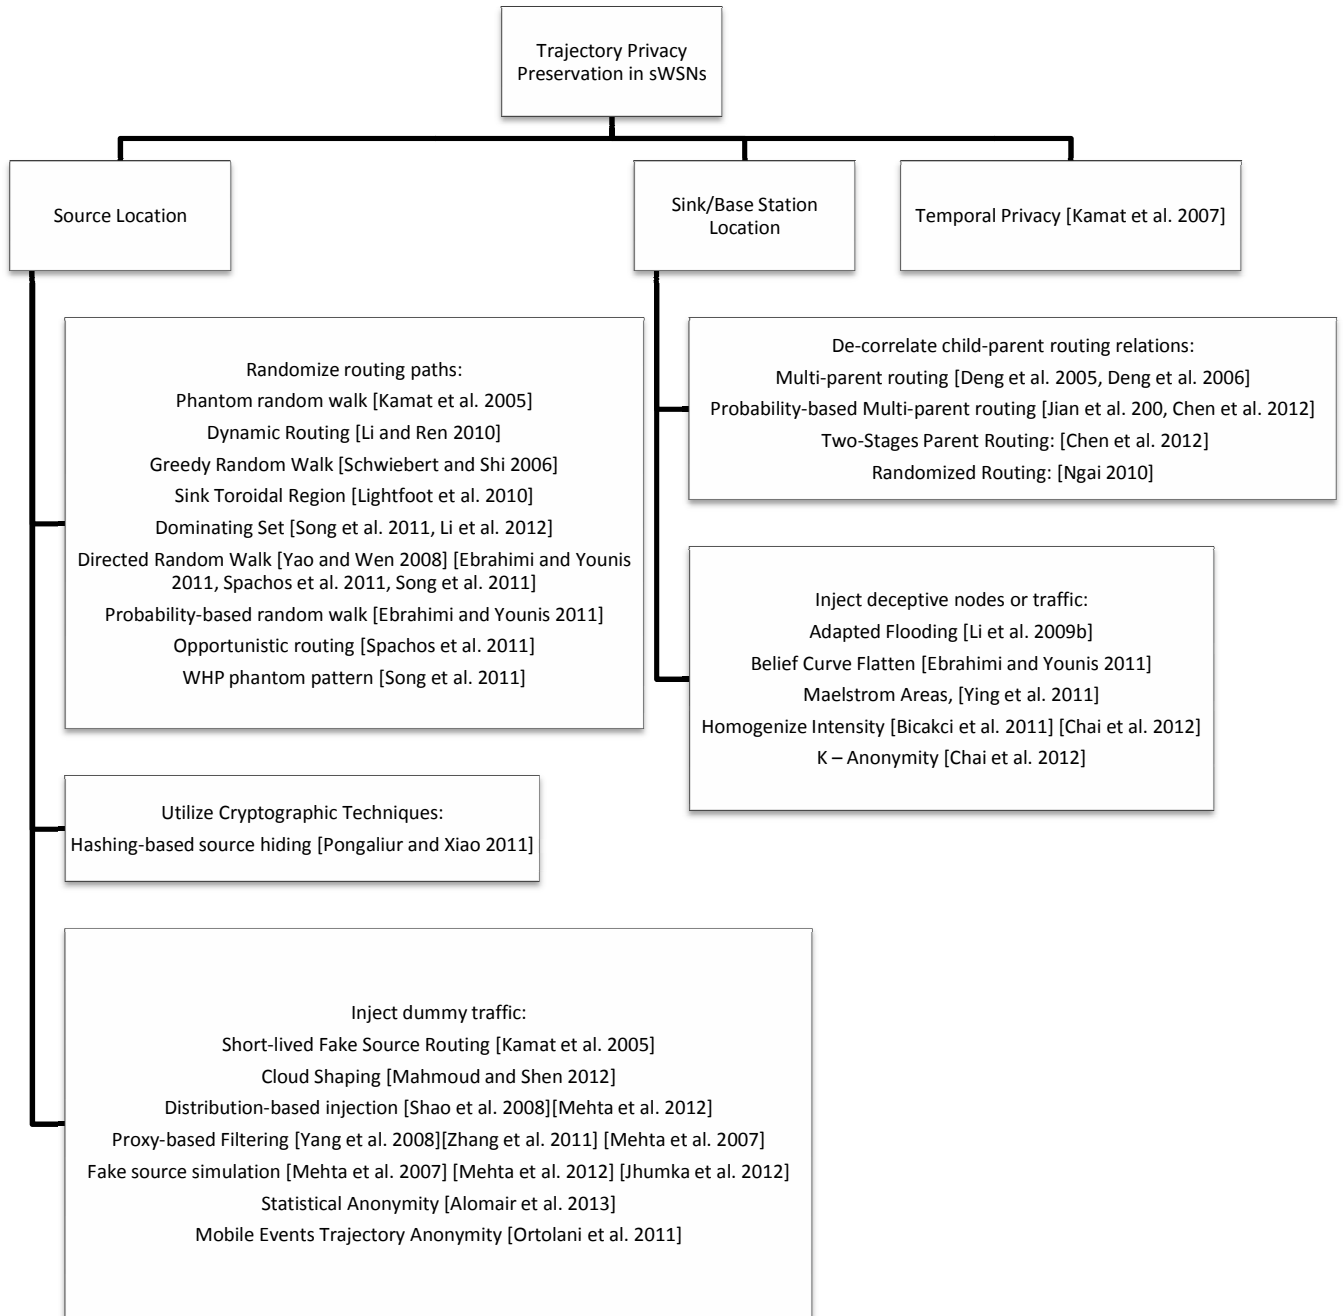 Trajectory Privacy
Preservation in sWSNs
Source Location
Sink/Base Station
Location
Temporal Privacy [Kamat et al. 2007]
Randomize routing paths:
Phantom random walk [Kamat et al. 2005]
Dynamic Routing [Li and Ren 2010]
Greedy Random Walk [Schwiebert and Shi 2006]
Sink Toroidal Region [Lightfoot et al. 2010]
Dominating Set [Song et al. 2011, Li et al. 2012]
Directed Random Walk [Yao and Wen 2008] [Ebrahimi and Younis
2011, Spachos et al. 2011, Song et al. 2011]
Probability-based random walk [Ebrahimi and Younis 2011]
Opportunistic routing [Spachos et al. 2011]
WHP phantom pattern [Song et al. 2011]
Utilize Cryptographic Techniques:
Hashing-based source hiding [Pongaliur and Xiao 2011]
Inject dummy traffic:
Short-lived Fake Source Routing [Kamat et al. 2005]
Cloud Shaping [Mahmoud and Shen 2012]
Distribution-based injection [Shao et al. 2008][Mehta et al. 2012]
Proxy-based Filtering [Yang et al. 2008][Zhang et al. 2011] [Mehta et al. 2007]
Fake source simulation [Mehta et al. 2007] [Mehta et al. 2012] [Jhumka et al. 2012]
Statistical Anonymity [Alomair et al. 2013]
Mobile Events Trajectory Anonymity [Ortolani et al. 2011]
De-correlate child-parent routing relations:
Multi-parent routing [Deng et al. 2005, Deng et al. 2006]
Probability-based Multi-parent routing [Jian et al. 200, Chen et al. 2012]
Two-Stages Parent Routing: [Chen et al. 2012]
Randomized Routing: [Ngai 2010]
Inject deceptive nodes or traffic:
Adapted Flooding [Li et al. 2009b]
Belief Curve Flatten [Ebrahimi and Younis 2011]
Maelstrom Areas, [Ying et al. 2011]
Homogenize Intensity [Bicakci et al. 2011] [Chai et al. 2012]
K – Anonymity [Chai et al. 2012]